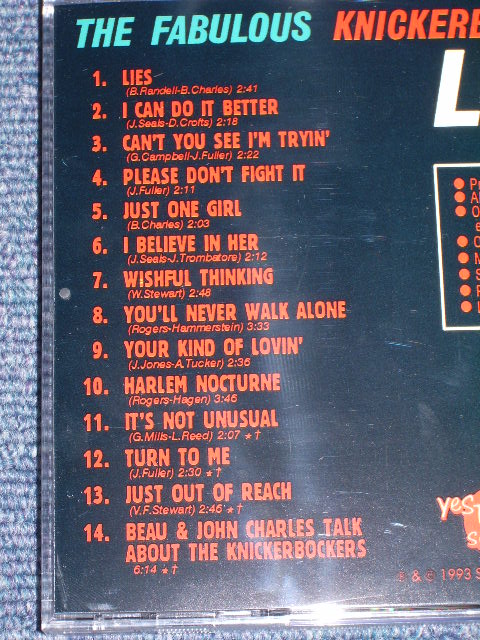 THE FABULOUS KNICKERB
L
1. LIES
(B.Randell-B.Charles) 2:41
2. I CAN DO IT BETTER
(J.Seals-D.Crofts) 2:18
3. CAN'T YOU SEE I'M TRYIN'
(G.Campbell-J.Fuller) 2:22
4. PLEASE DON'T FIGHT IT
(J.Fuller) 2:11
5. JUST ONE GIRL
(B.Charles) 2:03
6. I BELIEVE IN HER
(J.Seals-J.Trombatore) 2:12
7. WISHFUL THINKING
(W.Stewart) 2:48
8. YOU'LL NEVER WALK ALONE
(Rogers-Hammerstein) 3:33
9. YOUR KIND OF LOVIN'
(J.Jones-A.Tucker) 2:36
10. HARLEM NOCTURNE
(Rogers-Hagen) 3:46
11. IT'S NOT UNUSUAL
(G.Mills-L.Reed) 2:07 ★†
12. TURN TO ME
(J.Fuller) 2:30 ★†
13. JUST OUT OF REACH
(V.F.Stewart) 2:46 ★†
14. BEAU & JOHN CHARLES TALK
ABOUT THE KNICKERBOCKERS
6:14 ★†
yes
℗ & © 1993 S